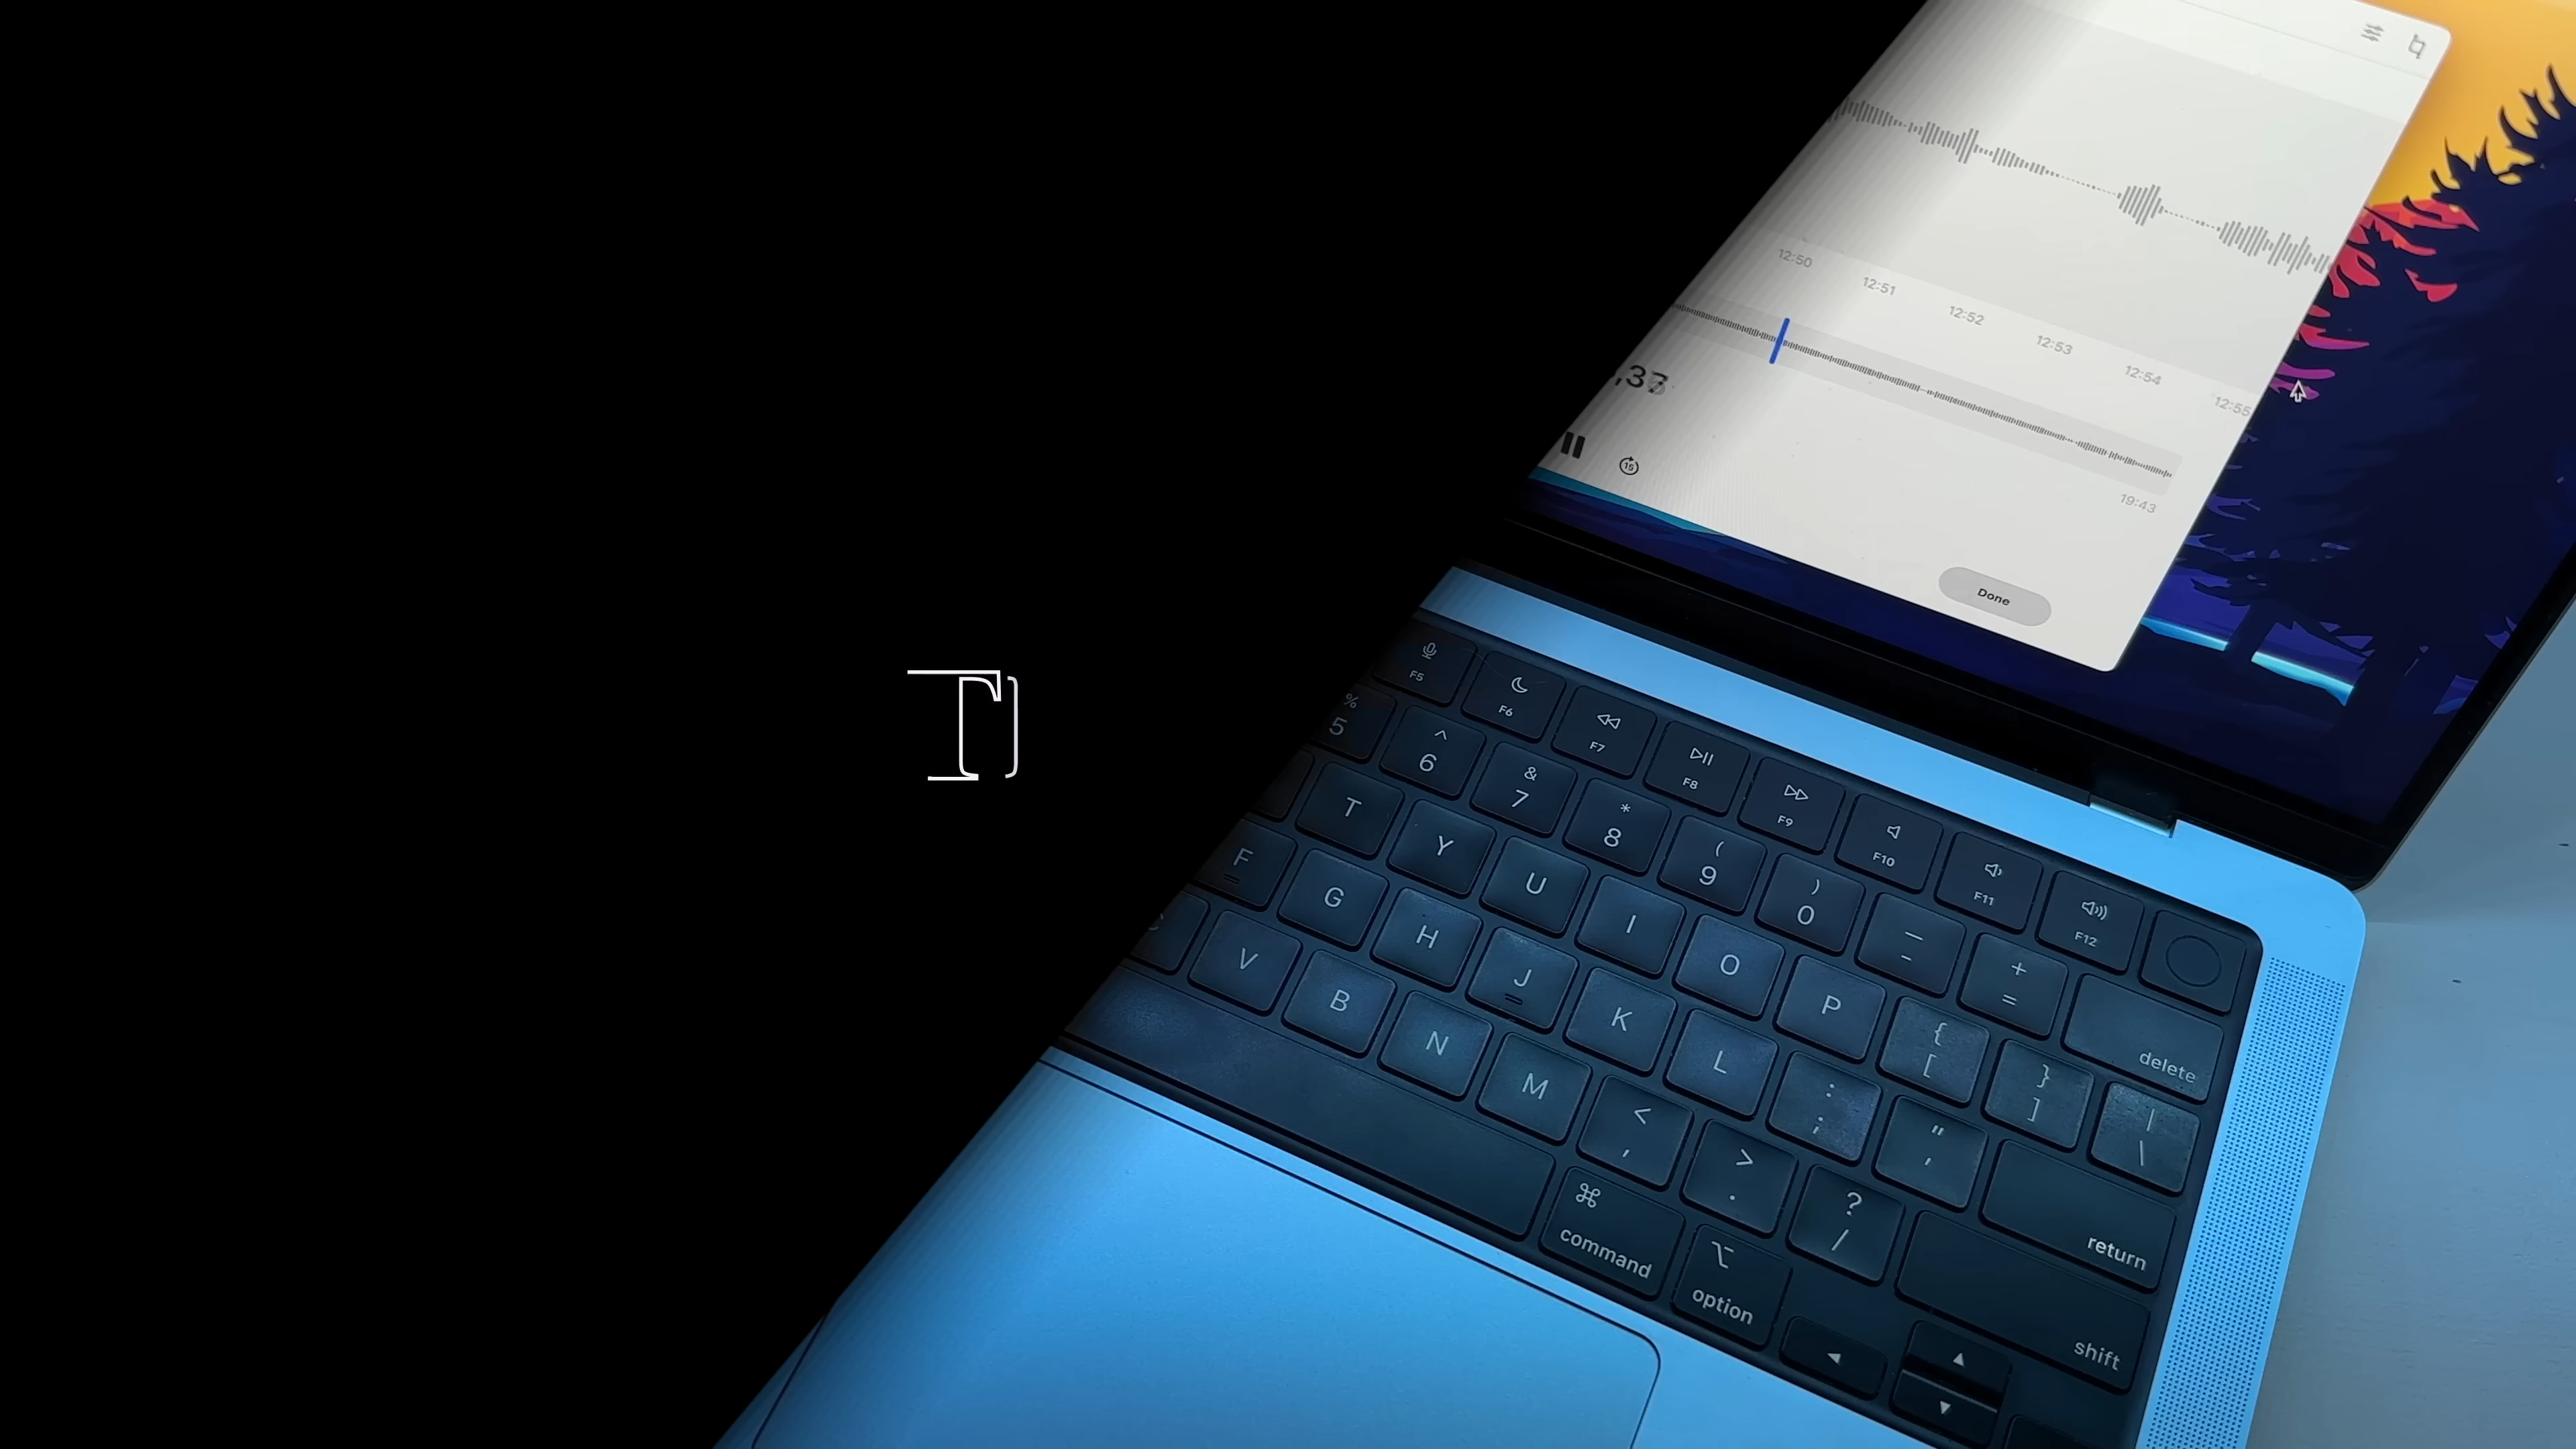 12:50 12:51 12:52 12:53 12:54 12:55
19:43
Done
F5 F6 F7 F8 F9 F10 F11 F12
% 5 ^ 6 & 7 * 8 ( 9 ) 0 — - + = delete
T Y U I O P { [ } ] | \
F G H J K L : ; " ' return
V B N M < , > . ? / shift
⌘ command ⌥ option